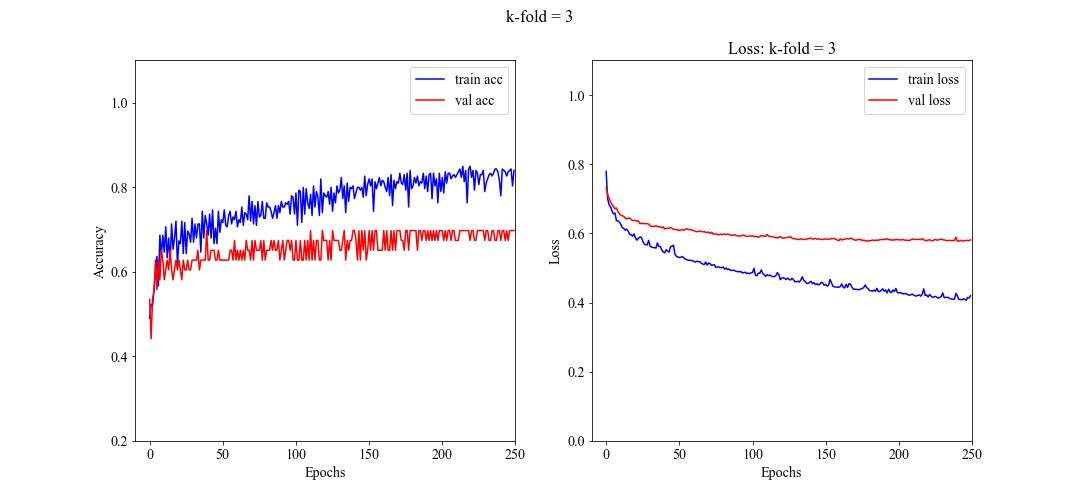 k-fold = 3
train acc
val acc
1.0
0.8
0.6
0.4
0.2
Accuracy
0
50
100
150
200
250
Epochs
Loss: k-fold = 3
train loss
val loss
1.0
0.8
0.6
0.4
0.2
0.0
Loss
0
50
100
150
200
250
Epochs